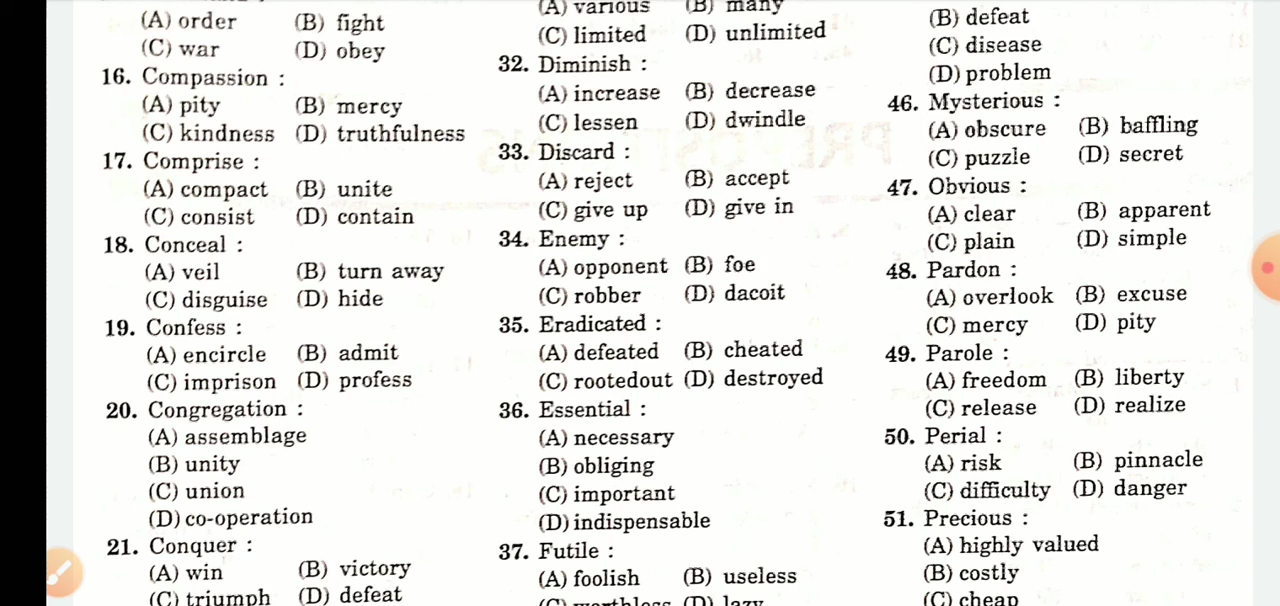 (A) order (B) fight
(C) war (D) obey
16. Compassion :
(A) pity (B) mercy
(C) kindness (D) truthfulness
17. Comprise :
(A) compact (B) unite
(C) consist (D) contain
18. Conceal :
(A) veil (B) turn away
(C) disguise (D) hide
19. Confess :
(A) encircle (B) admit
(C) imprison (D) profess
20. Congregation :
(A) assemblage
(B) unity
(C) union
(D) co-operation
21. Conquer :
(A) win (B) victory
(C) triumph (D) defeat
(A) various (B) many
(C) limited (D) unlimited
32. Diminish :
(A) increase (B) decrease
(C) lessen (D) dwindle
33. Discard :
(A) reject (B) accept
(C) give up (D) give in
34. Enemy :
(A) opponent (B) foe
(C) robber (D) dacoit
35. Eradicated :
(A) defeated (B) cheated
(C) rootedout (D) destroyed
36. Essential :
(A) necessary
(B) obliging
(C) important
(D) indispensable
37. Futile :
(A) foolish (B) useless
(C) worthless (D) lazy
(B) defeat
(C) disease
(D) problem
46. Mysterious :
(A) obscure (B) baffling
(C) puzzle (D) secret
47. Obvious :
(A) clear (B) apparent
(C) plain (D) simple
48. Pardon :
(A) overlook (B) excuse
(C) mercy (D) pity
49. Parole :
(A) freedom (B) liberty
(C) release (D) realize
50. Perial :
(A) risk (B) pinnacle
(C) difficulty (D) danger
51. Precious :
(A) highly valued
(B) costly
(C) cheap